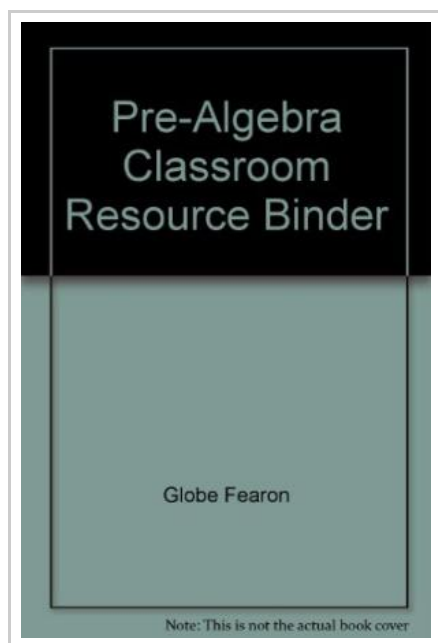 Pre-Algebra
Classroom
Resource Binder
Globe Fearon
Note: This is not the actual book cover